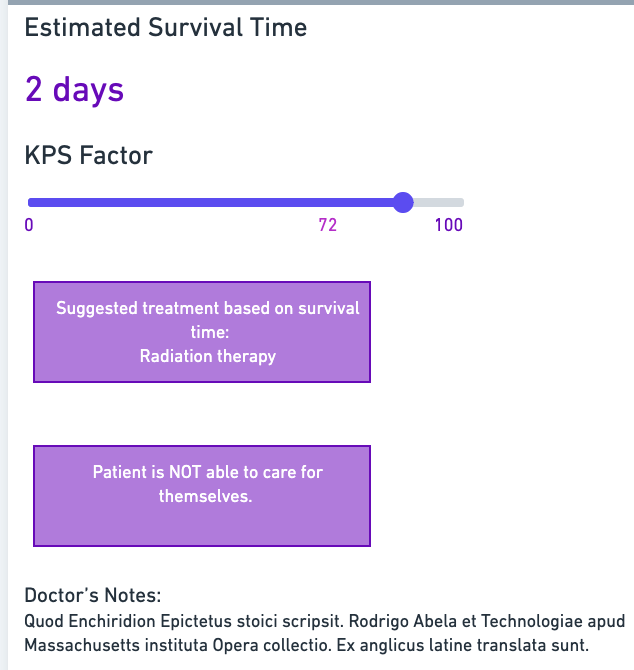 Estimated Survival Time
2 days
KPS Factor
0 72 100
Suggested treatment based on survival
time:
Radiation therapy
Patient is NOT able to care for
themselves.
Doctor’s Notes:
Quod Enchiridion Epictetus stoici scripsit. Rodrigo Abela et Technologiae apud
Massachusetts instituta Opera collectio. Ex anglicus latine translata sunt.